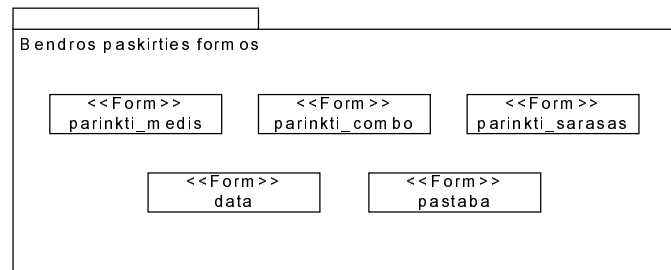 Bendros paskirties formos
<<Form>> <<Form>> <<Form>>
parinkti_medis parinkti_combo parinkti_sarasas
<<Form>> <<Form>>
data pastaba